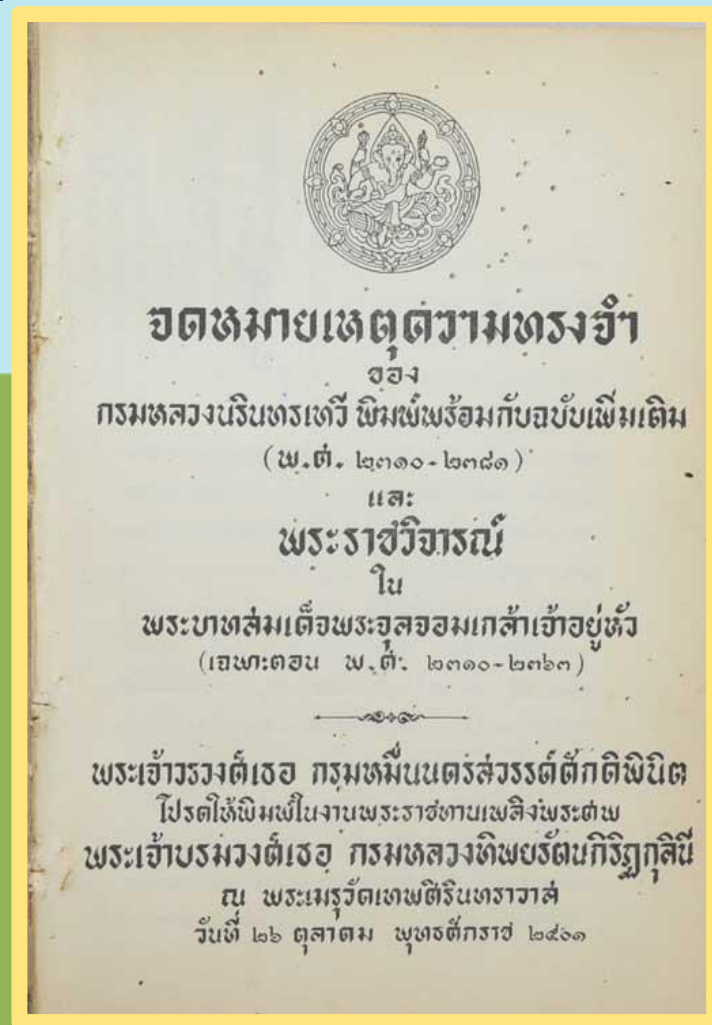 จดหมายเหตุความทรงจำ
ของ
กรมหลวงนรินทรเทวี พิมพ์พร้อมกับฉบับเพิ่มเติม
(พ.ศ. ๒๓๑๐-๒๓๘๑)
และ
พระราชวิจารณ์
ใน
พระบาทสมเด็จพระจุลจอมเกล้าเจ้าอยู่หัว
(เฉพาะตอน พ.ศ. ๒๓๑๐-๒๓๖๓)
พระเจ้าวรวงศ์เธอ กรมหมื่นนครสวรรค์ศักดิพินิต
โปรดให้พิมพ์ในงานพระราชทานเพลิงพระศพ
พระเจ้าบรมวงศ์เธอ กรมหลวงทิพยรัตนกิริฏกุลินี
ณ พระเมรุวัดเทพศิรินทราวาส
วันที่ ๒๖ ตุลาคม พุทธศักราช ๒๕๐๑